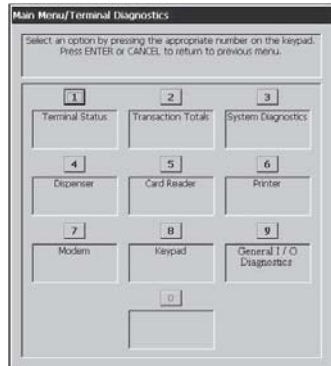 Main Menu/Terminal Diagnostics
Select an option by pressing the appropriate number on the keypad.
Press ENTER or CANCEL to return to previous menu.
1 2 3
Terminal Status Transaction Totals System Diagnostics
4 5 6
Dispenser Card Reader Printer
7 8 9
Modem Keypad General I / O
Diagnostics
0